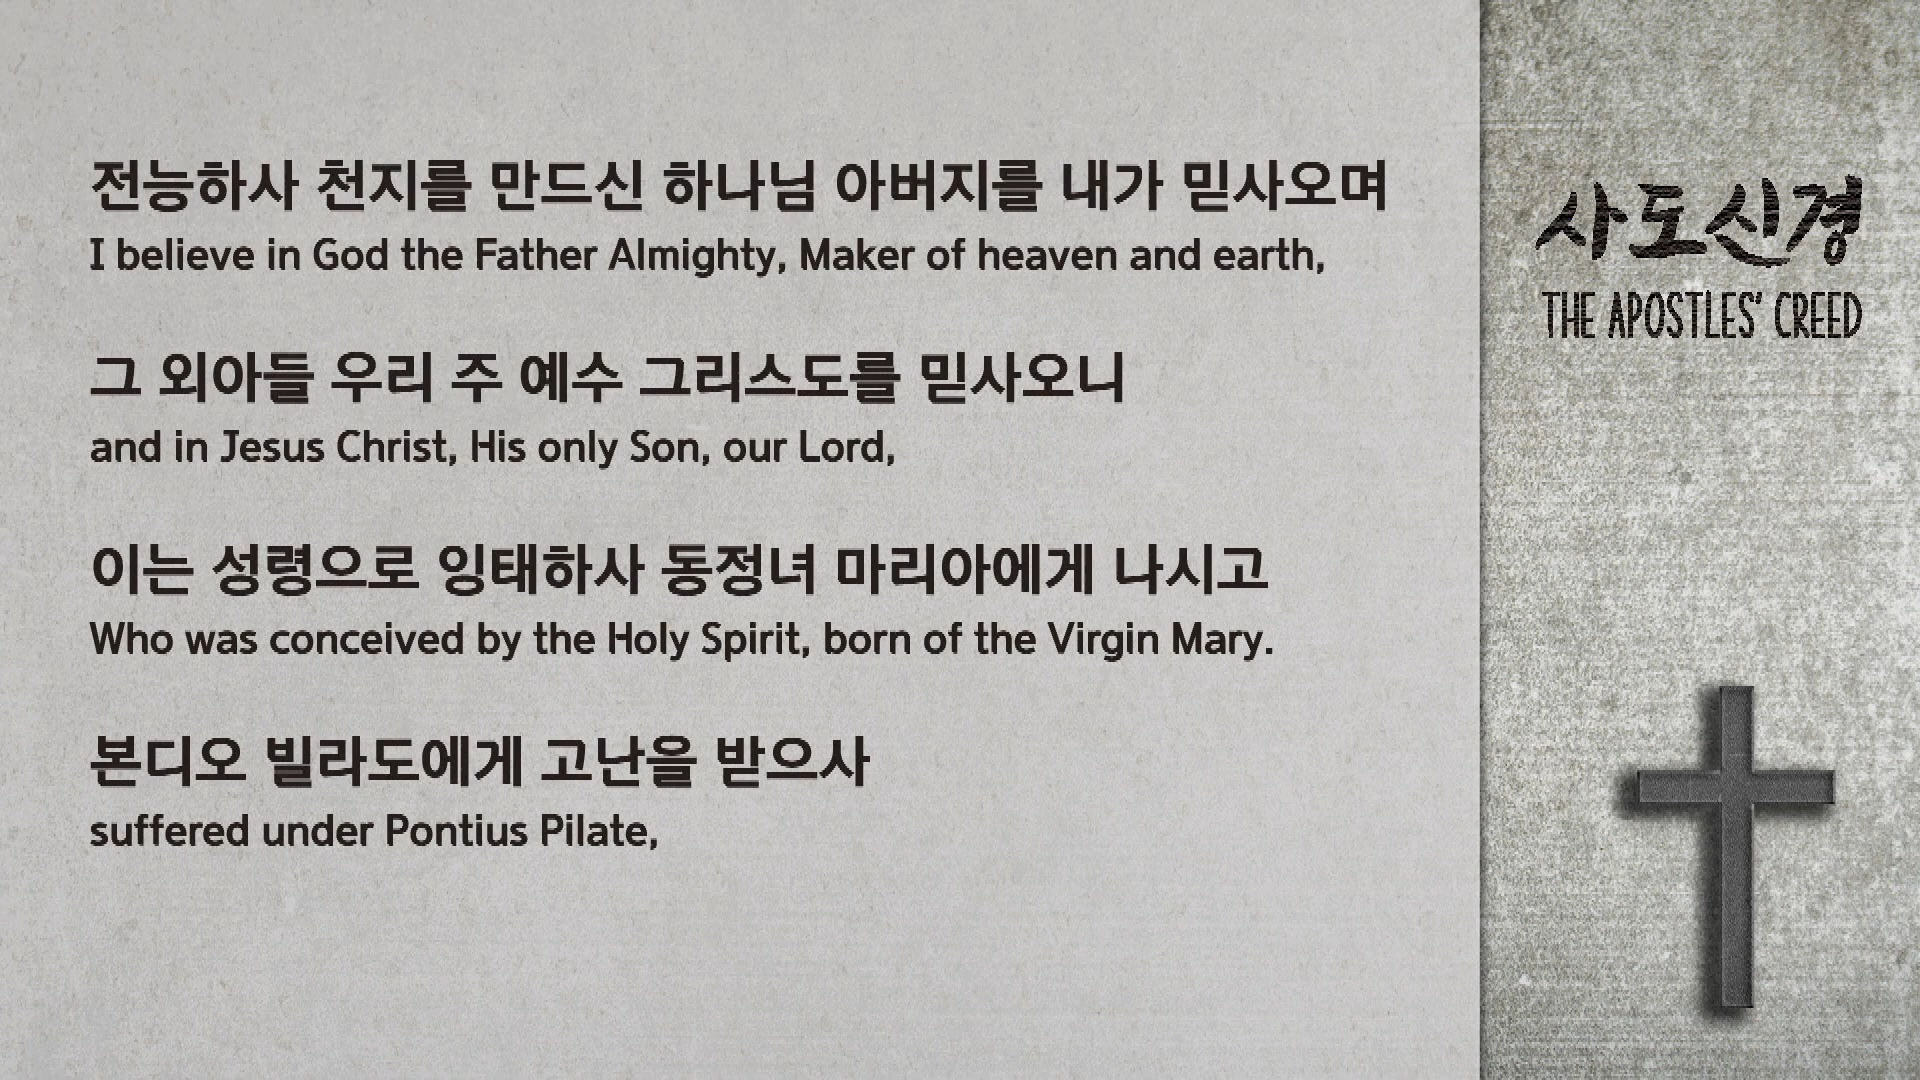 전능하사 천지를 만드신 하나님 아버지를 내가 믿사오며
I believe in God the Father Almighty, Maker of heaven and earth,
그 외아들 우리 주 예수 그리스도를 믿사오니
and in Jesus Christ, His only Son, our Lord,
이는 성령으로 잉태하사 동정녀 마리아에게 나시고
Who was conceived by the Holy Spirit, born of the Virgin Mary.
본디오 빌라도에게 고난을 받으사
suffered under Pontius Pilate,
사도신경
THE APOSTLES' CREED